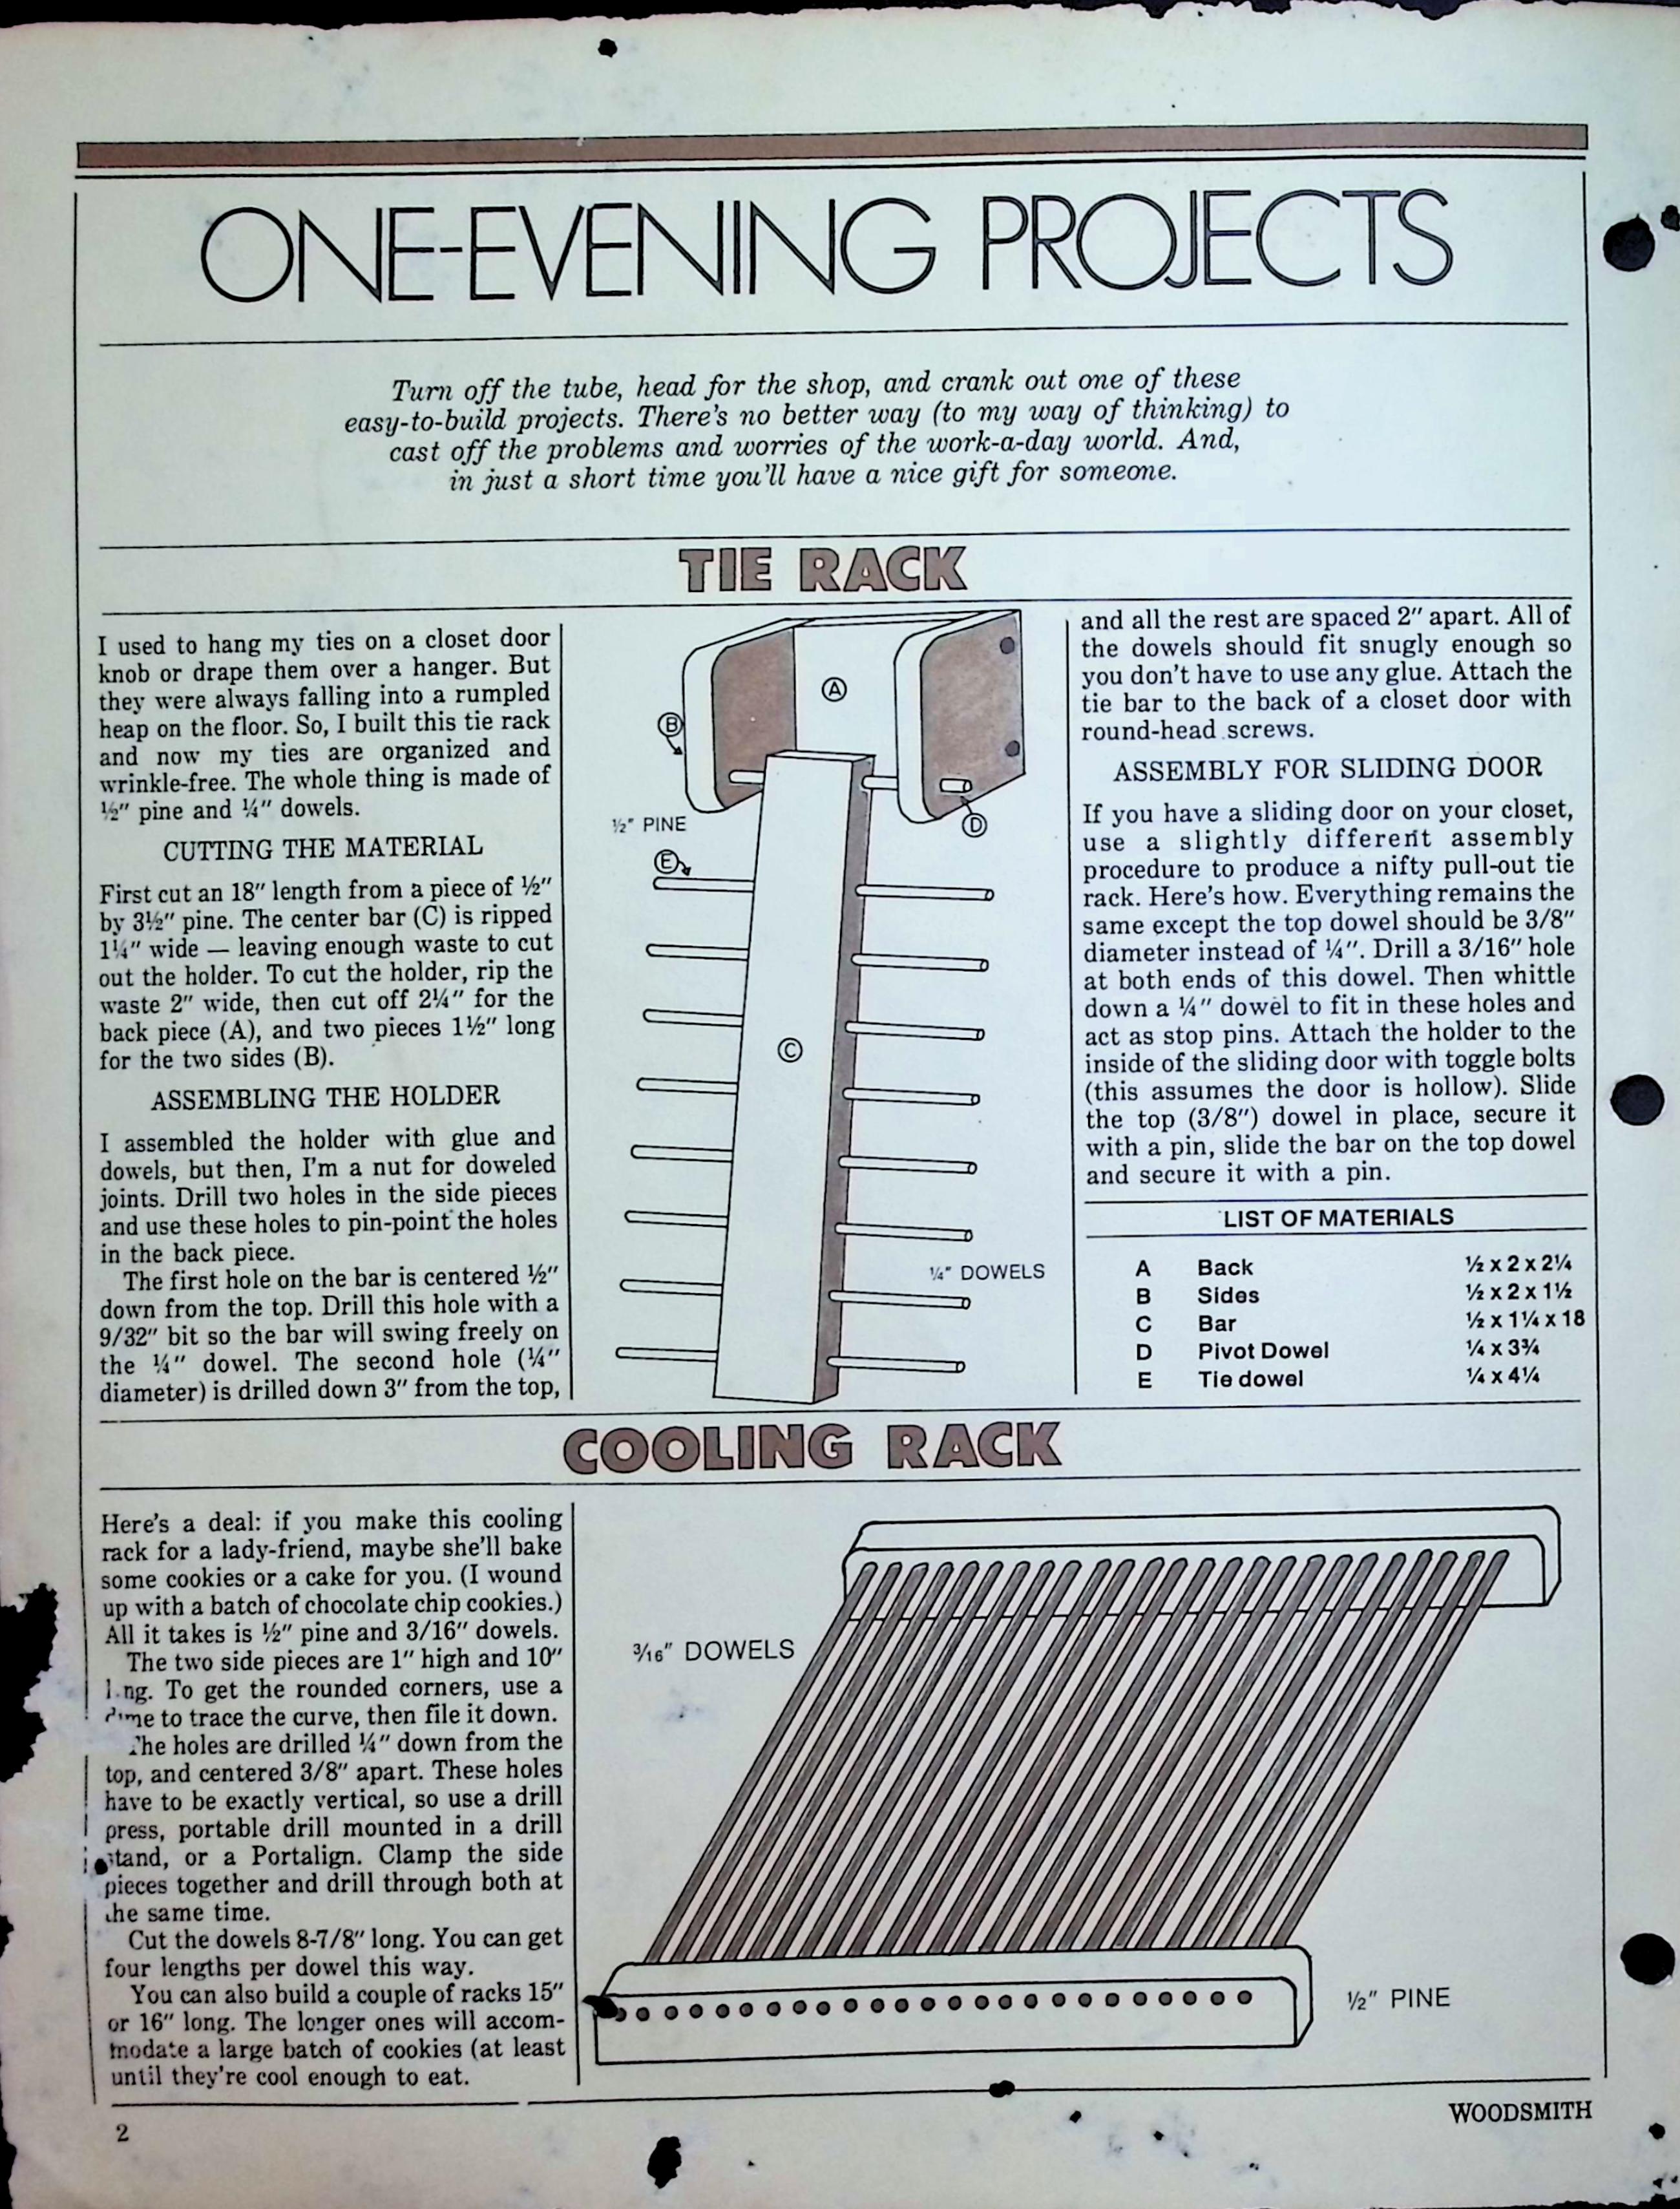 ONE-EVENING PROJECTS
Turn off the tube, head for the shop, and crank out one of these
easy-to-build projects. There's no better way (to my way of thinking) to
cast off the problems and worries of the work-a-day world. And,
in just a short time you'll have a nice gift for someone.
TIE RACK
I used to hang my ties on a closet door
knob or drape them over a hanger. But
they were always falling into a rumpled
heap on the floor. So, I built this tie rack
and now my ties are organized and
wrinkle-free. The whole thing is made of
½" pine and ¼" dowels.
CUTTING THE MATERIAL
First cut an 18" length from a piece of ½"
by 3½" pine. The center bar (C) is ripped
1¼" wide — leaving enough waste to cut
out the holder. To cut the holder, rip the
waste 2" wide, then cut off 2¼" for the
back piece (A), and two pieces 1½" long
for the two sides (B).
ASSEMBLING THE HOLDER
I assembled the holder with glue and
dowels, but then, I'm a nut for doweled
joints. Drill two holes in the side pieces
and use these holes to pin-point the holes
in the back piece.
The first hole on the bar is centered ½"
down from the top. Drill this hole with a
9/32" bit so the bar will swing freely on
the ¼" dowel. The second hole (¼"
diameter) is drilled down 3" from the top,
A
B
½" PINE
D
E
C
¼" DOWELS
and all the rest are spaced 2" apart. All of
the dowels should fit snugly enough so
you don't have to use any glue. Attach the
tie bar to the back of a closet door with
round-head screws.
ASSEMBLY FOR SLIDING DOOR
If you have a sliding door on your closet,
use a slightly different assembly
procedure to produce a nifty pull-out tie
rack. Here's how. Everything remains the
same except the top dowel should be 3/8"
diameter instead of ¼". Drill a 3/16" hole
at both ends of this dowel. Then whittle
down a ¼" dowel to fit in these holes and
act as stop pins. Attach the holder to the
inside of the sliding door with toggle bolts
(this assumes the door is hollow). Slide
the top (3/8") dowel in place, secure it
with a pin, slide the bar on the top dowel
and secure it with a pin.
LIST OF MATERIALS
A Back ½ x 2 x 2¼
B Sides ½ x 2 x 1½
C Bar ½ x 1¼ x 18
D Pivot Dowel ¼ x 3¾
E Tie dowel ¼ x 4¼
COOLING RACK
Here's a deal: if you make this cooling
rack for a lady-friend, maybe she'll bake
some cookies or a cake for you. (I wound
up with a batch of chocolate chip cookies.)
All it takes is ½" pine and 3/16" dowels.
The two side pieces are 1" high and 10"
l ng. To get the rounded corners, use a
dime to trace the curve, then file it down.
The holes are drilled ¼" down from the
top, and centered 3/8" apart. These holes
have to be exactly vertical, so use a drill
press, portable drill mounted in a drill
stand, or a Portalign. Clamp the side
pieces together and drill through both at
the same time.
Cut the dowels 8-7/8" long. You can get
four lengths per dowel this way.
You can also build a couple of racks 15"
or 16" long. The longer ones will accom-
modate a large batch of cookies (at least
until they're cool enough to eat.
3/16" DOWELS
½" PINE
2
WOODSMITH